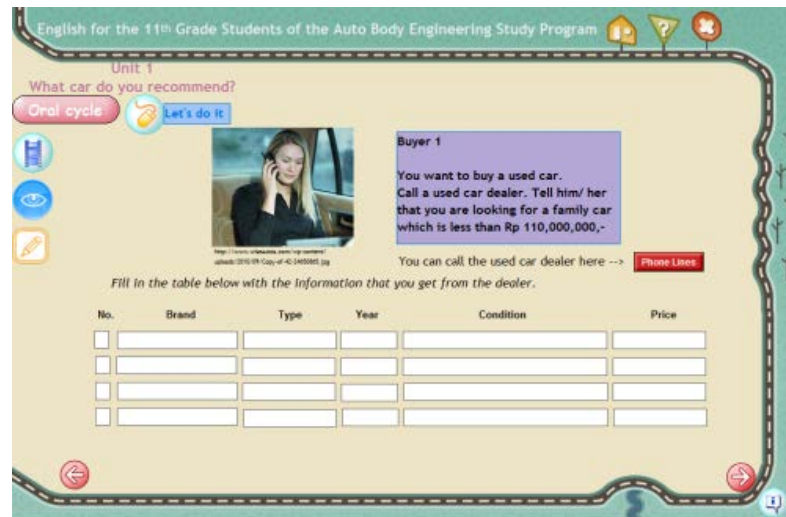 English for the 11th Grade Students of the Auto Body Engineering Study Program
Unit 1
What car do you recommend?
Oral cycle
Let's do it
Buyer 1
You want to buy a used car.
Call a used car dealer. Tell him/ her
that you are looking for a family car
which is less than Rp 110,000,000,-
You can call the used car dealer here -->
Phone Lines
Fill in the table below with the information that you get from the dealer.
No. Brand Type Year Condition Price